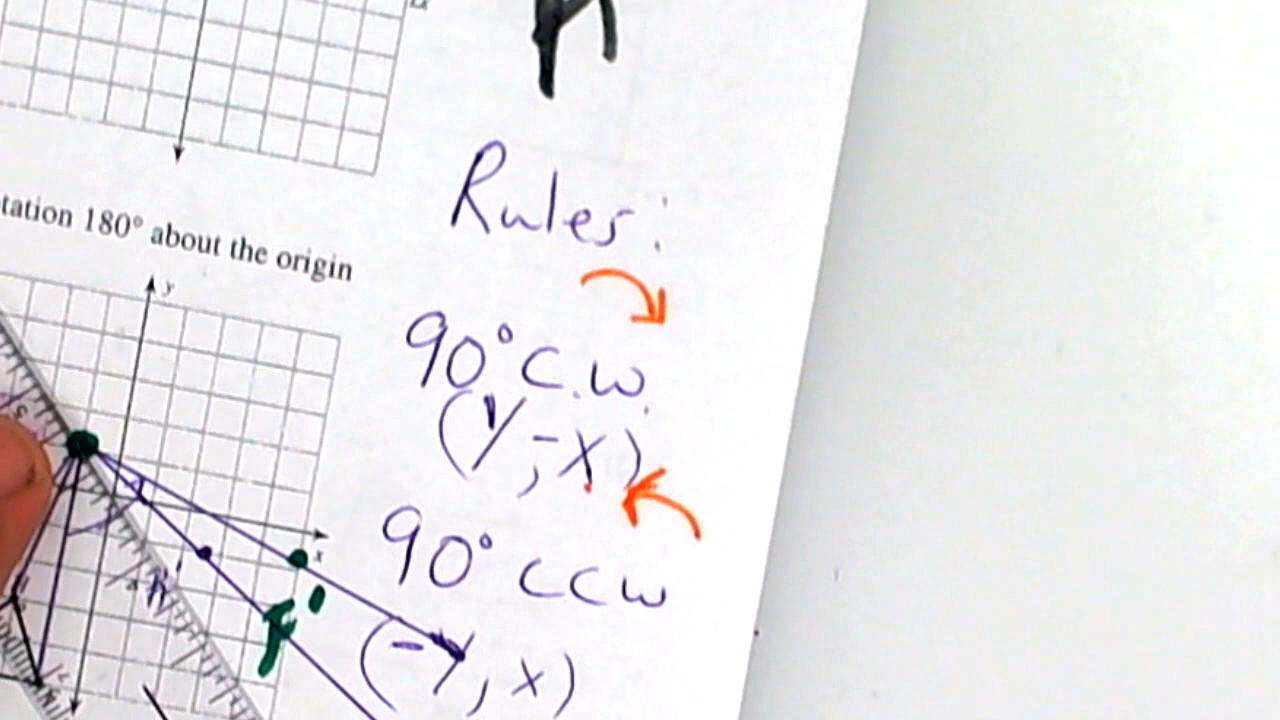 Rules:
tation 180° about the origin
y
90° C.W.
(y, -x)
x
90° CCW
(-y, x)